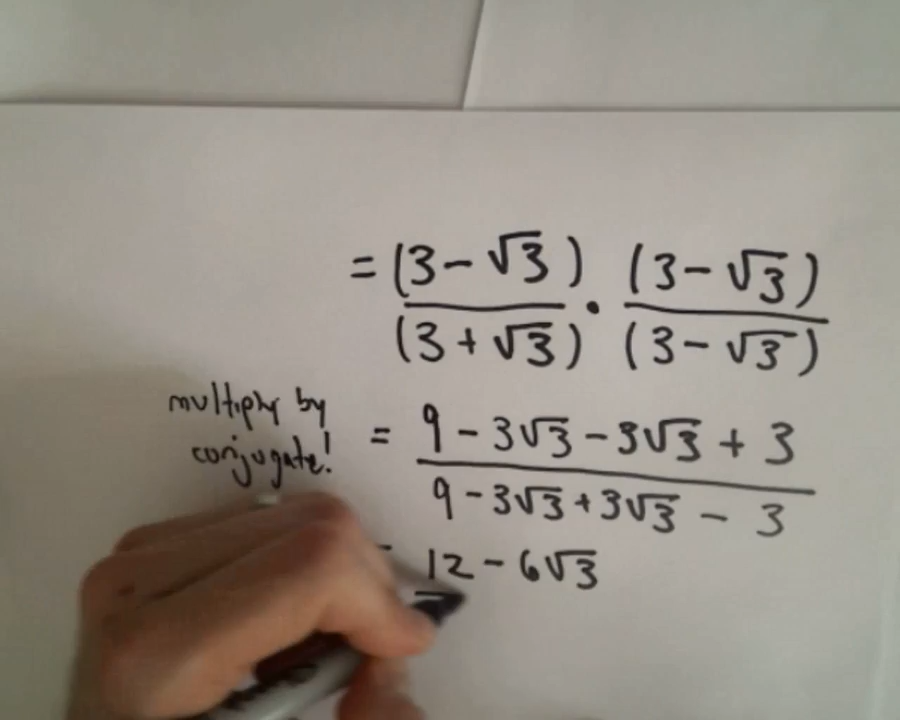 = (3-√3) . (3-√3)
(3+√3) (3-√3)
multiply by
conjugate!
= 9-3√3-3√3+3
9-3√3+3√3-3
= 12-6√3